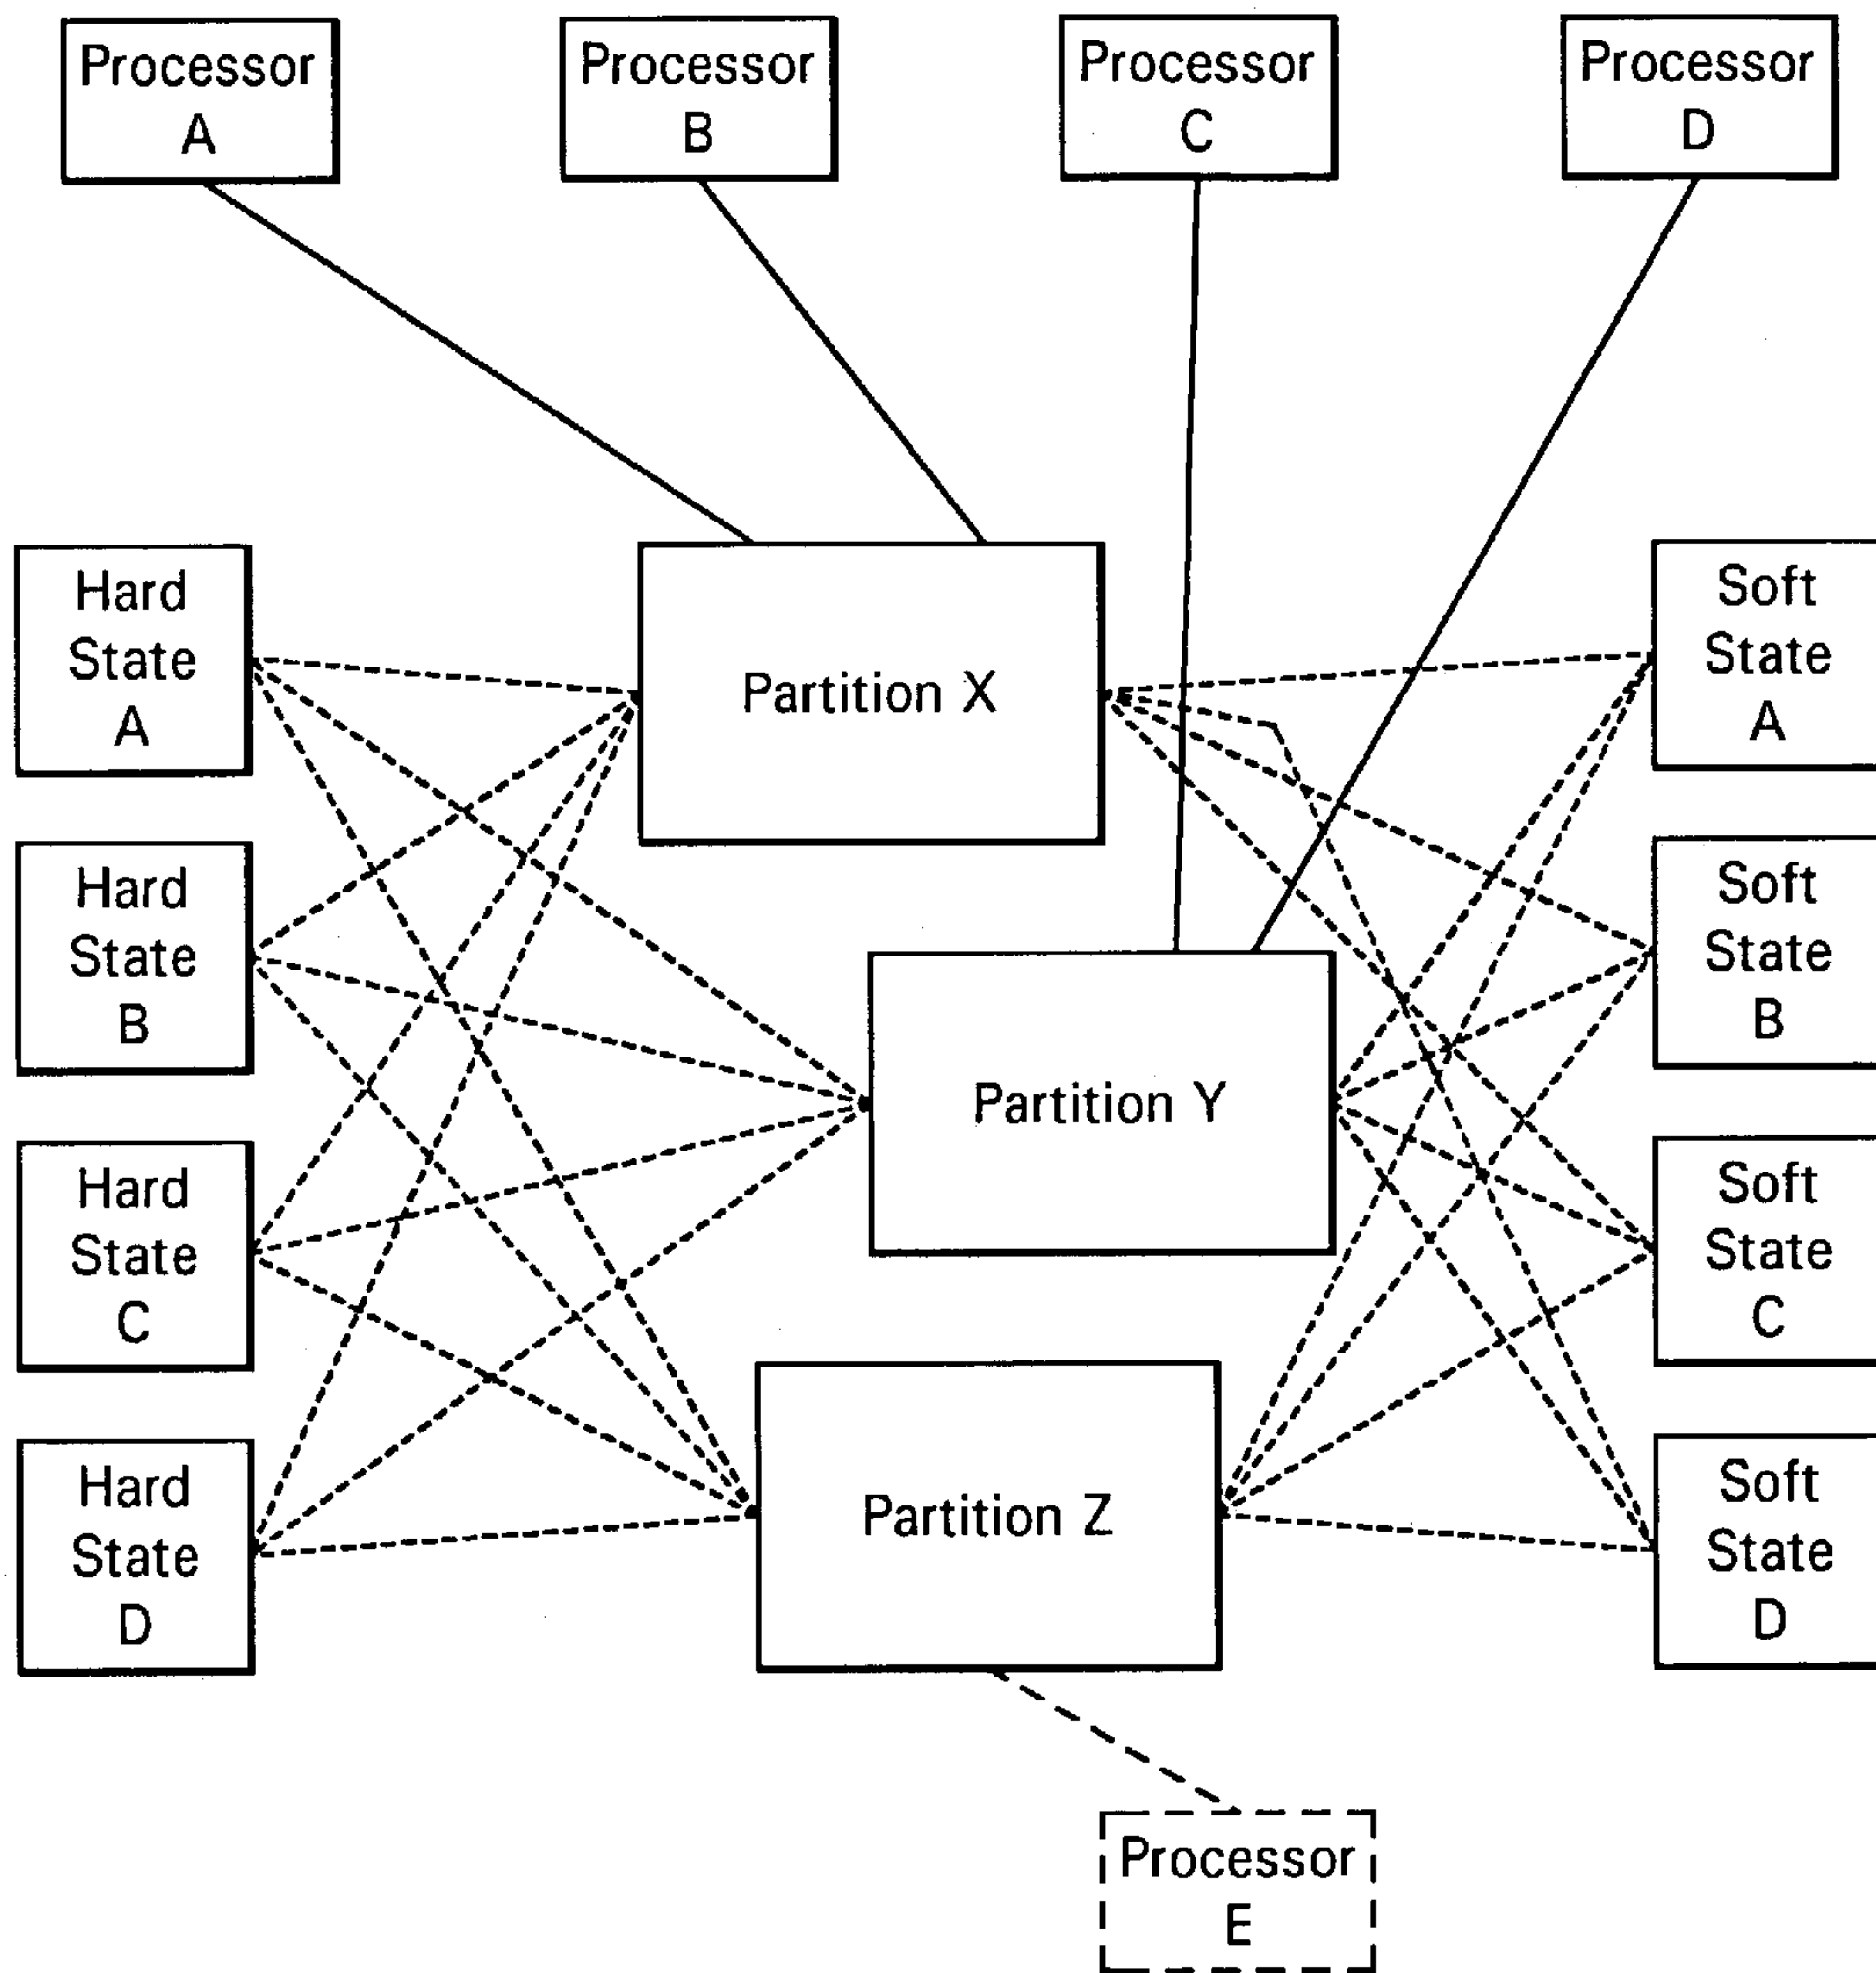 Processor
A
Processor
B
Processor
C
Processor
D
Hard
State
A
Partition X
Soft
State
A
Hard
State
B
Soft
State
B
Partition Y
Hard
State
C
Soft
State
C
Hard
State
D
Partition Z
Soft
State
D
Processor
E